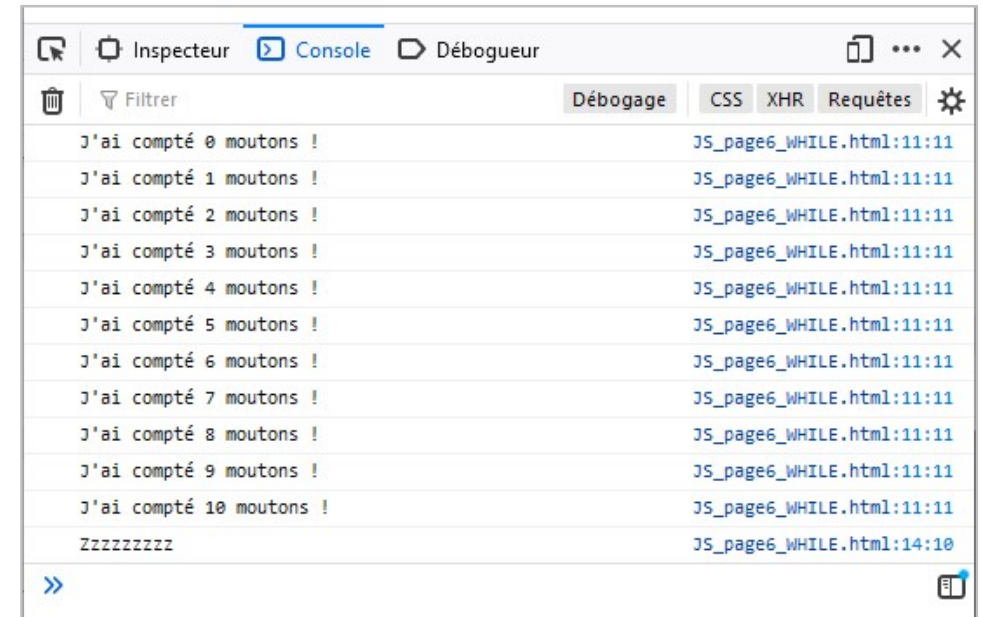 Inspecteur Console Débogueur
Filtrer Débogage CSS XHR Requêtes
J'ai compté 0 moutons ! JS_page6_WHILE.html:11:11
J'ai compté 1 moutons ! JS_page6_WHILE.html:11:11
J'ai compté 2 moutons ! JS_page6_WHILE.html:11:11
J'ai compté 3 moutons ! JS_page6_WHILE.html:11:11
J'ai compté 4 moutons ! JS_page6_WHILE.html:11:11
J'ai compté 5 moutons ! JS_page6_WHILE.html:11:11
J'ai compté 6 moutons ! JS_page6_WHILE.html:11:11
J'ai compté 7 moutons ! JS_page6_WHILE.html:11:11
J'ai compté 8 moutons ! JS_page6_WHILE.html:11:11
J'ai compté 9 moutons ! JS_page6_WHILE.html:11:11
J'ai compté 10 moutons ! JS_page6_WHILE.html:11:11
Zzzzzzzzz JS_page6_WHILE.html:14:10